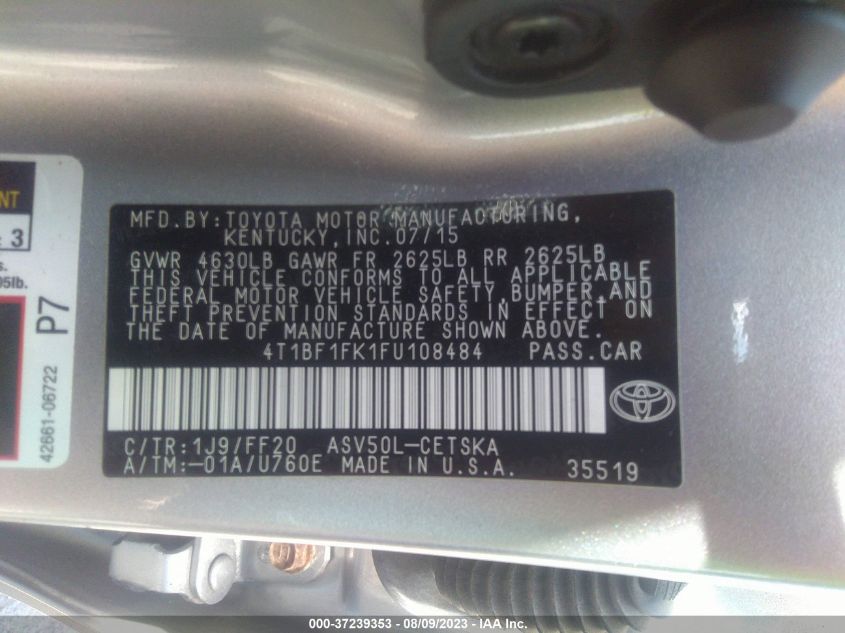 MFD.BY:TOYOTA MOTOR MANUFACTURING,
KENTUCKY,INC.07/15
GVWR 4630LB GAWR FR 2625LB RR 2625LB
THIS VEHICLE CONFORMS TO ALL APPLICABLE
FEDERAL MOTOR VEHICLE SAFETY,BUMPER,AND
THEFT PREVENTION STANDARDS IN EFFECT ON
THE DATE OF MANUFACTURE SHOWN ABOVE.
4T1BF1FK1FU108484 PASS.CAR
C/TR:1J9/FF20 ASV50L-CETSKA
A/TM:-01A/U760E MADE IN U.S.A. 35519
3
P7
42661-06722
000-37239353 - 08/09/2023 - IAA Inc.